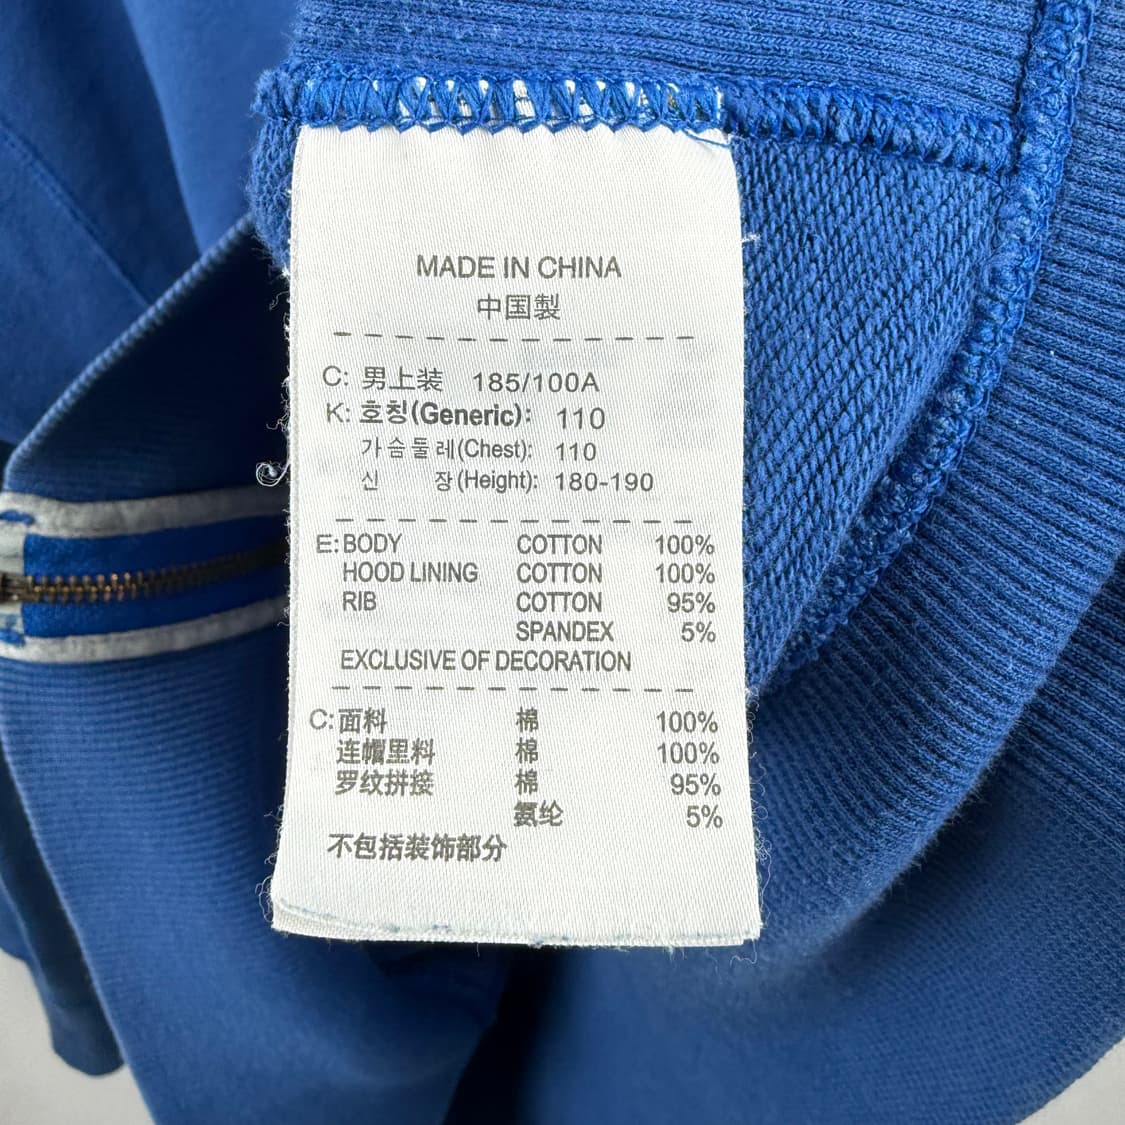 MADE IN CHINA
中国製
C: 男上装 185/100A
K: 호칭(Generic): 110
가슴둘레(Chest): 110
신 장(Height): 180-190
E: BODY COTTON 100%
HOOD LINING COTTON 100%
RIB COTTON 95%
SPANDEX 5%
EXCLUSIVE OF DECORATION
C: 面料 棉 100%
连帽里料 棉 100%
罗纹拼接 棉 95%
氨纶 5%
不包括装饰部分